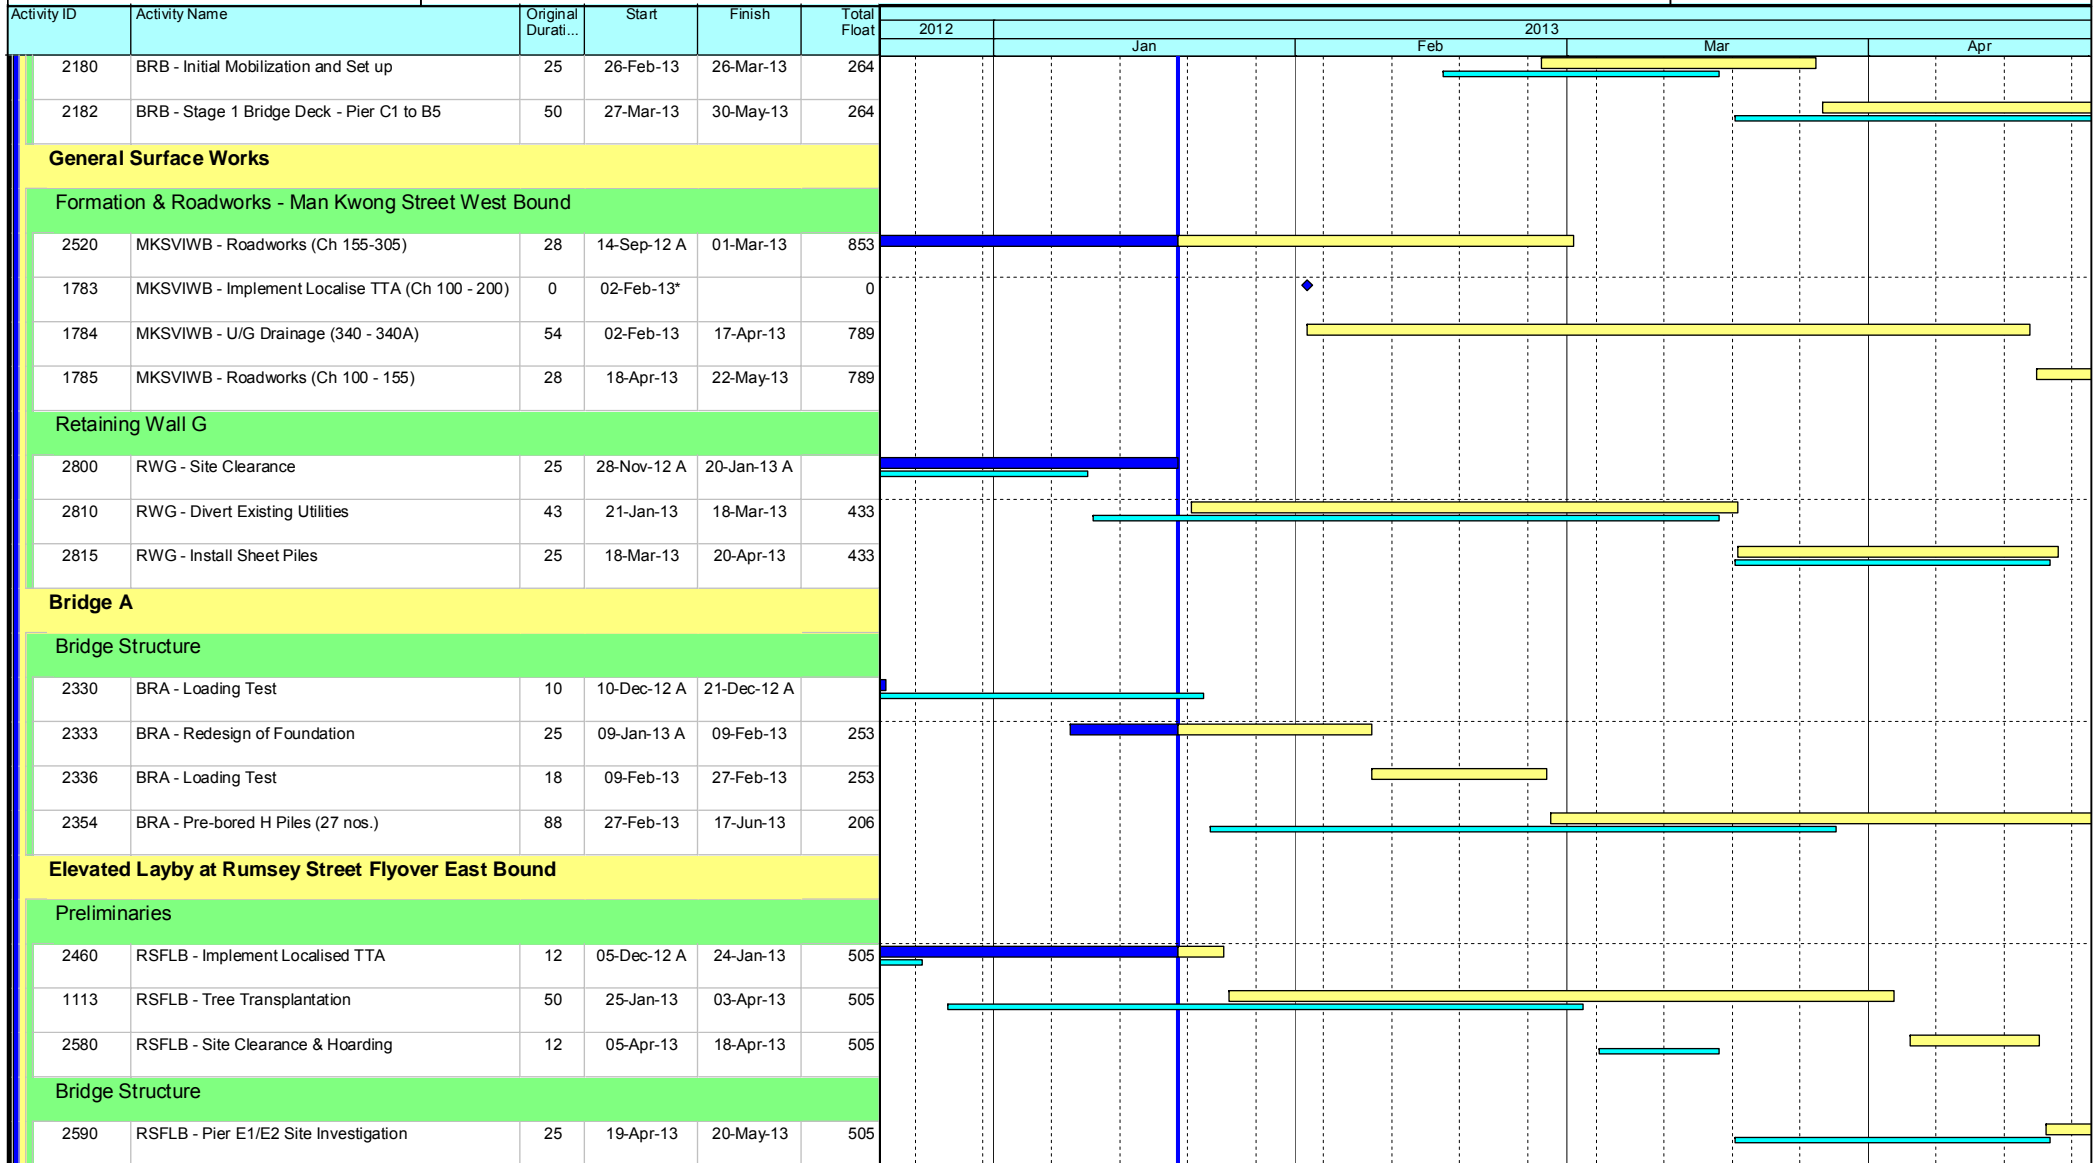 Activity ID Activity Name Original Durati... Start Finish Total Float 2012 2013
Jan Feb Mar Apr
2180 BRB - Initial Mobilization and Set up 25 26-Feb-13 26-Mar-13 264
2182 BRB - Stage 1 Bridge Deck - Pier C1 to B5 50 27-Mar-13 30-May-13 264
General Surface Works
Formation & Roadworks - Man Kwong Street West Bound
2520 MKSVIWB - Roadworks (Ch 155-305) 28 14-Sep-12 A 01-Mar-13 853
1783 MKSVIWB - Implement Localise TTA (Ch 100 - 200) 0 02-Feb-13* 0
1784 MKSVIWB - U/G Drainage (340 - 340A) 54 02-Feb-13 17-Apr-13 789
1785 MKSVIWB - Roadworks (Ch 100 - 155) 28 18-Apr-13 22-May-13 789
Retaining Wall G
2800 RWG - Site Clearance 25 28-Nov-12 A 20-Jan-13 A
2810 RWG - Divert Existing Utilities 43 21-Jan-13 18-Mar-13 433
2815 RWG - Install Sheet Piles 25 18-Mar-13 20-Apr-13 433
Bridge A
Bridge Structure
2330 BRA - Loading Test 10 10-Dec-12 A 21-Dec-12 A
2333 BRA - Redesign of Foundation 25 09-Jan-13 A 09-Feb-13 253
2336 BRA - Loading Test 18 09-Feb-13 27-Feb-13 253
2354 BRA - Pre-bored H Piles (27 nos.) 88 27-Feb-13 17-Jun-13 206
Elevated Layby at Rumsey Street Flyover East Bound
Preliminaries
2460 RSFLB - Implement Localised TTA 12 05-Dec-12 A 24-Jan-13 505
1113 RSFLB - Tree Transplantation 50 25-Jan-13 03-Apr-13 505
2580 RSFLB - Site Clearance & Hoarding 12 05-Apr-13 18-Apr-13 505
Bridge Structure
2590 RSFLB - Pier E1/E2 Site Investigation 25 19-Apr-13 20-May-13 505